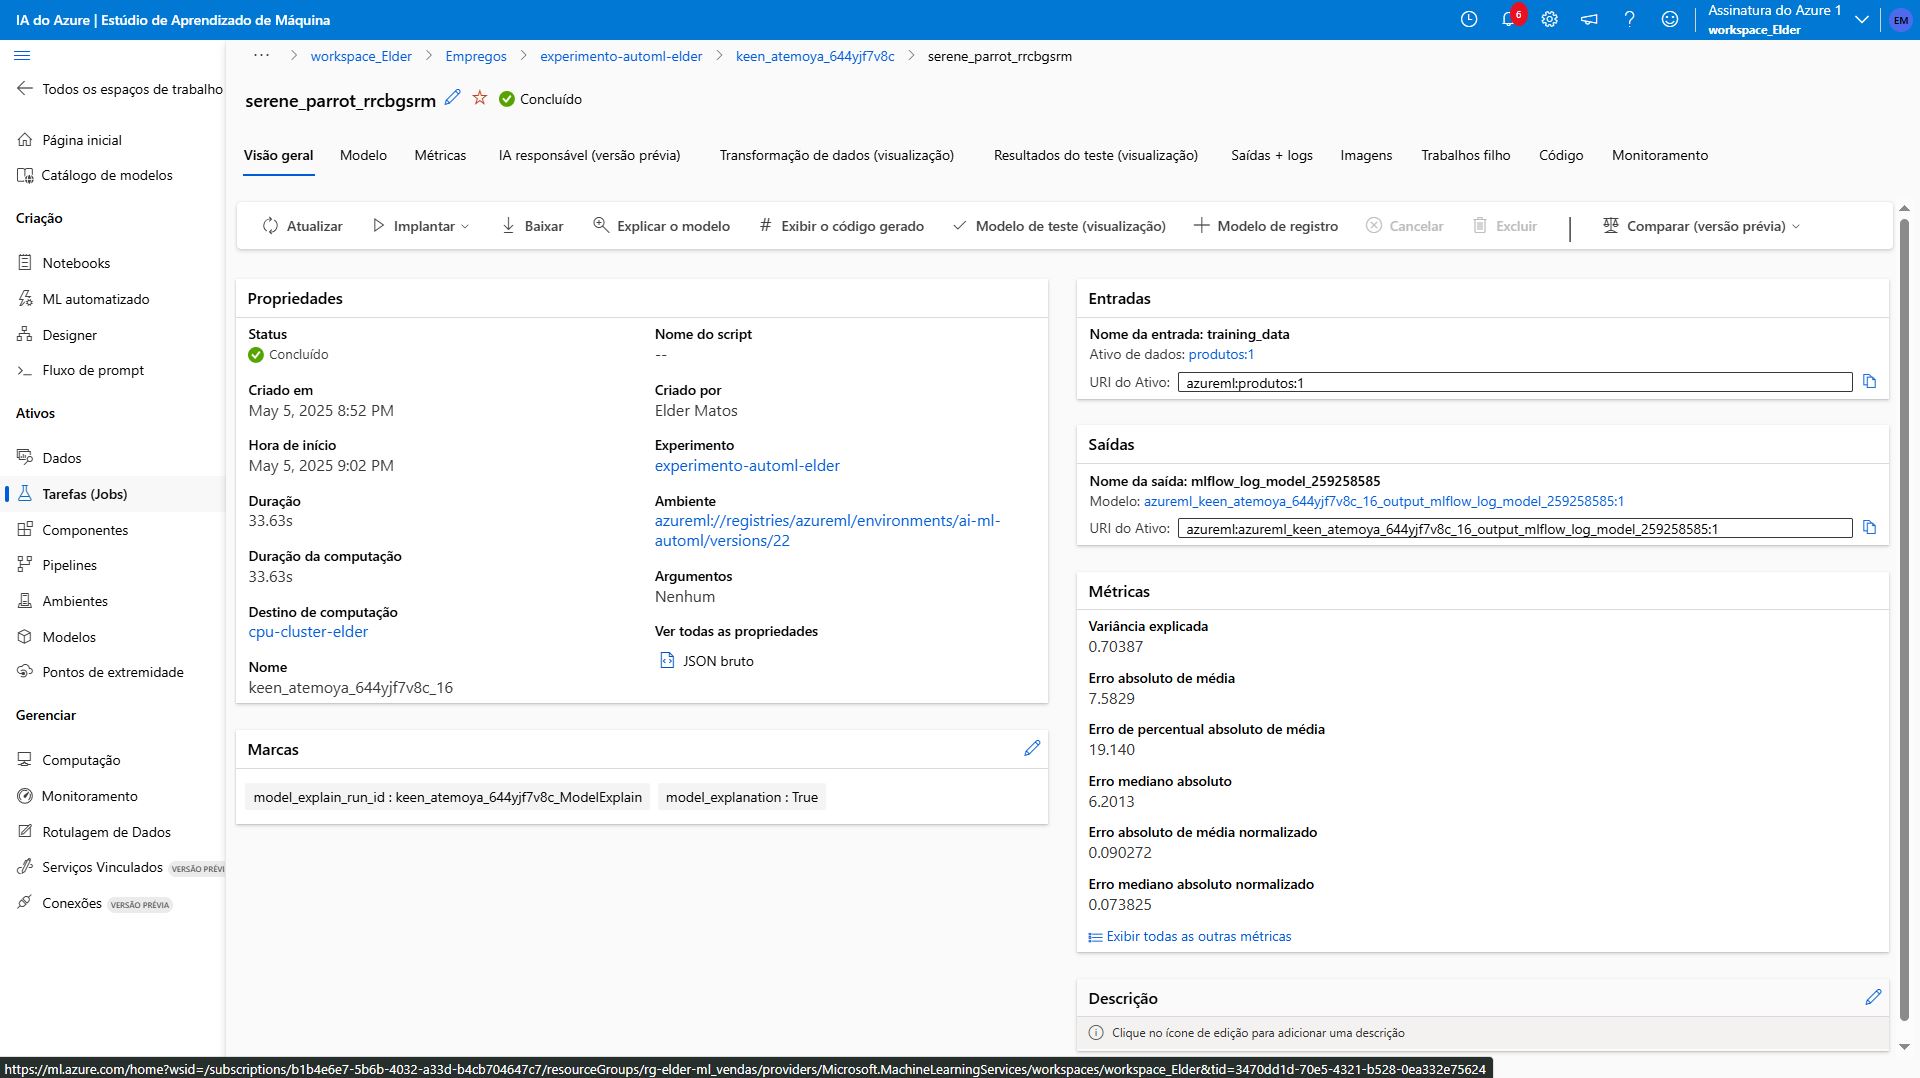 IA do Azure | Estúdio de Aprendizado de Máquina
6
Assinatura do Azure 1
workspace_Elder
EM
Todos os espaços de trabalho
Página inicial
Catálogo de modelos
Criação
Notebooks
ML automatizado
Designer
Fluxo de prompt
Ativos
Dados
Tarefas (Jobs)
Componentes
Pipelines
Ambientes
Modelos
Pontos de extremidade
Gerenciar
Computação
Monitoramento
Rotulagem de Dados
Serviços Vinculados VERSÃO PRÉVI
Conexões VERSÃO PRÉVIA
··· > workspace_Elder > Empregos > experimento-automl-elder > keen_atemoya_644yjf7v8c > serene_parrot_rrcbgsrm
serene_parrot_rrcbgsrm Concluído
Visão geral Modelo Métricas IA responsável (versão prévia) Transformação de dados (visualização) Resultados do teste (visualização) Saídas + logs Imagens Trabalhos filho Código Monitoramento
Atualizar Implantar Baixar Explicar o modelo # Exibir o código gerado Modelo de teste (visualização) Modelo de registro Cancelar Excluir | Comparar (versão prévia)
Propriedades
Status
Concluído
Criado em
May 5, 2025 8:52 PM
Hora de início
May 5, 2025 9:02 PM
Duração
33.63s
Duração da computação
33.63s
Destino de computação
cpu-cluster-elder
Nome
keen_atemoya_644yjf7v8c_16
Nome do script
--
Criado por
Elder Matos
Experimento
experimento-automl-elder
Ambiente
azureml://registries/azureml/environments/ai-ml-
automl/versions/22
Argumentos
Nenhum
Ver todas as propriedades
JSON bruto
Marcas
model_explain_run_id : keen_atemoya_644yjf7v8c_ModelExplain
model_explanation : True
Entradas
Nome da entrada: training_data
Ativo de dados: produtos:1
URI do Ativo: azureml:produtos:1
Saídas
Nome da saída: mlflow_log_model_259258585
Modelo: azureml_keen_atemoya_644yjf7v8c_16_output_mlflow_log_model_259258585:1
URI do Ativo: azureml:azureml_keen_atemoya_644yjf7v8c_16_output_mlflow_log_model_259258585:1
Métricas
Variância explicada
0.70387
Erro absoluto de média
7.5829
Erro de percentual absoluto de média
19.140
Erro mediano absoluto
6.2013
Erro absoluto de média normalizado
0.090272
Erro mediano absoluto normalizado
0.073825
Exibir todas as outras métricas
Descrição
Clique no ícone de edição para adicionar uma descrição
https://ml.azure.com/home?wsid=/subscriptions/b1b4e6e7-5b6b-4032-a33d-b4cb704647c7/resourceGroups/rg-elder-ml_vendas/providers/Microsoft.MachineLearningServices/workspaces/workspace_Elder&tid=3470dd1d-70e5-4321-b528-0ea332e75624